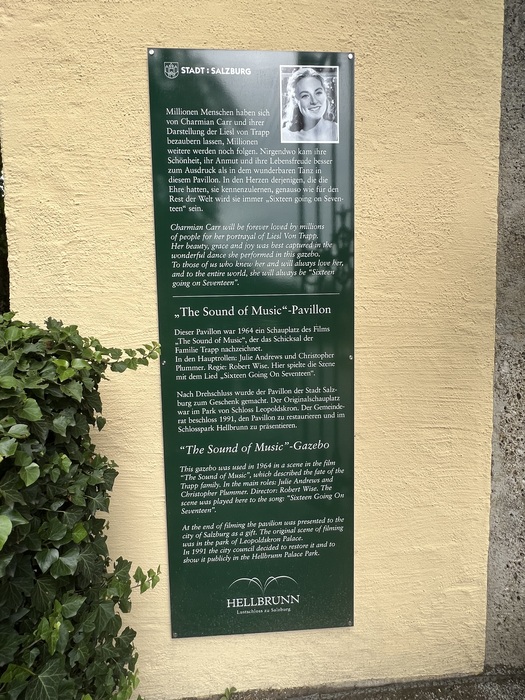 STADT : SALZBURG
Millionen Menschen haben sich
von Charmian Carr und ihrer
Darstellung der Liesl von Trapp
bezaubern lassen, Millionen
weitere werden noch folgen. Nirgendwo kam ihre
Schönheit, ihr Anmut und ihre Lebensfreude besser
zum Ausdruck als in dem wunderbaren Tanz in
diesem Pavillon. In den Herzen derjenigen, die die
Ehre hatten, sie kennenzulernen, genauso wie für den
Rest der Welt wird sie immer „Sixteen going on Seven-
teen“ sein.
Charmian Carr will be forever loved by millions
of people for her portrayal of Liesl Von Trapp.
Her beauty, grace and joy was best captured in the
wonderful dance she performed in this gazebo.
To those of us who knew her and will always love her,
and to the entire world, she will always be "Sixteen
going on Seventeen".
„The Sound of Music“-Pavillon
Dieser Pavillon war 1964 ein Schauplatz des Films
„The Sound of Music“, der das Schicksal der
Familie Trapp nachzeichnet.
In den Hauptrollen: Julie Andrews und Christopher
Plummer. Regie: Robert Wise. Hier spielte die Szene
mit dem Lied „Sixteen Going On Seventeen“.
Nach Drehschluss wurde der Pavillon der Stadt Salz-
burg zum Geschenk gemacht. Der Originalschauplatz
war im Park von Schloss Leopoldskron. Der Gemeinde-
rat beschloss 1991, den Pavillon zu restaurieren und im
Schlosspark Hellbrunn zu präsentieren.
“The Sound of Music”-Gazebo
This gazebo was used in 1964 in a scene in the film
"The Sound of Music", which described the fate of the
Trapp family. In the main roles: Julie Andrews and
Christopher Plummer. Director: Robert Wise. The
scene was played here to the song: "Sixteen Going On
Seventeen".
At the end of filming the pavilion was presented to the
city of Salzburg as a gift. The original scene of filming
was in the park of Leopoldskron Palace.
In 1991 the city council decided to restore it and to
show it publicly in the Hellbrunn Palace Park.
HELLBRUNN
Lustschloss zu Salzburg